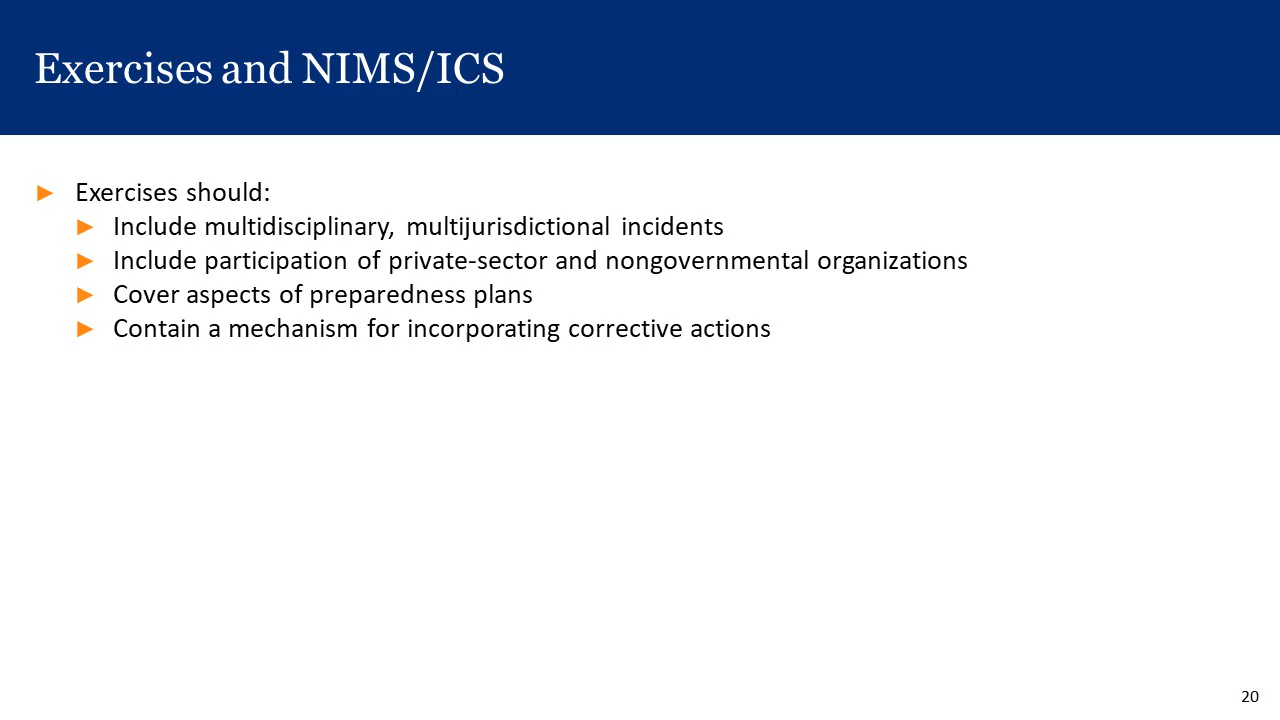 Exercises and NIMS/ICS
► Exercises should:
► Include multidisciplinary, multijurisdictional incidents
► Include participation of private-sector and nongovernmental organizations
► Cover aspects of preparedness plans
► Contain a mechanism for incorporating corrective actions
20